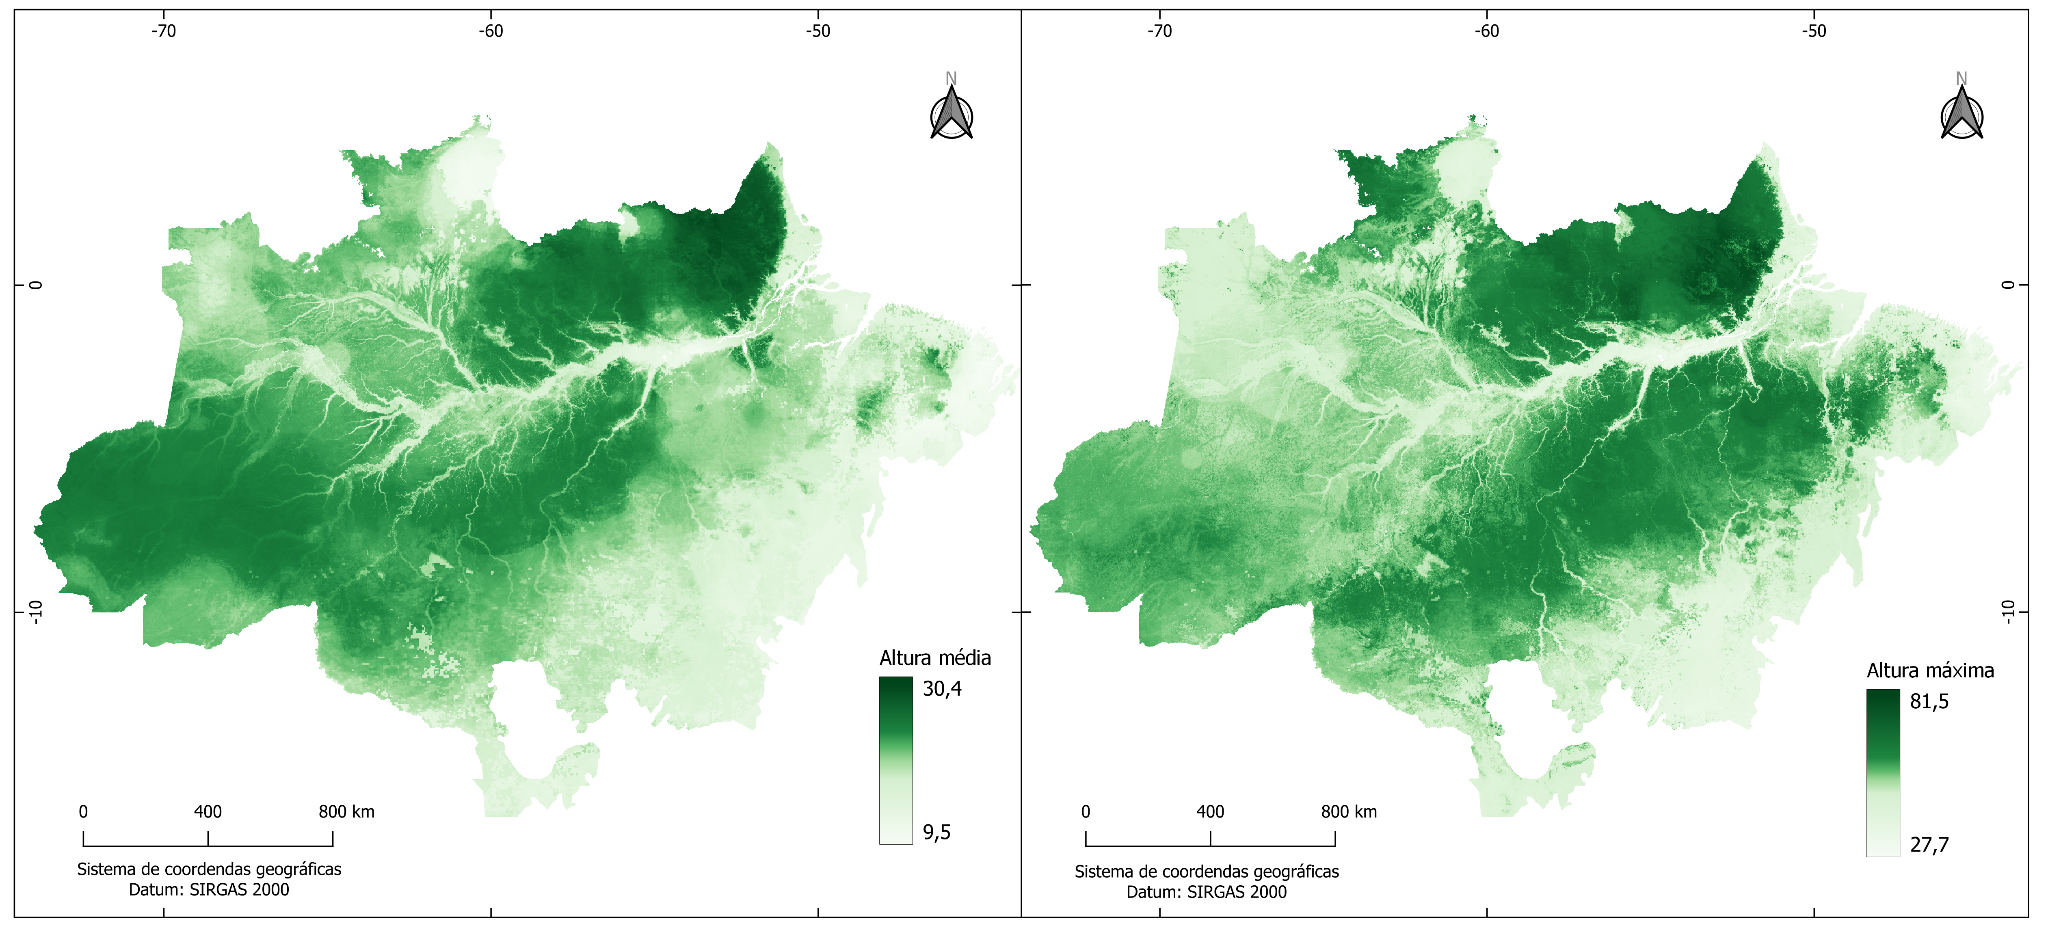 -70 -60 -50
N
0
-10
Altura média
30,4
9,5
0 400 800 km
Sistema de coordendas geográficas
Datum: SIRGAS 2000
-70 -60 -50
N
0
-10
Altura máxima
81,5
27,7
0 400 800 km
Sistema de coordendas geográficas
Datum: SIRGAS 2000